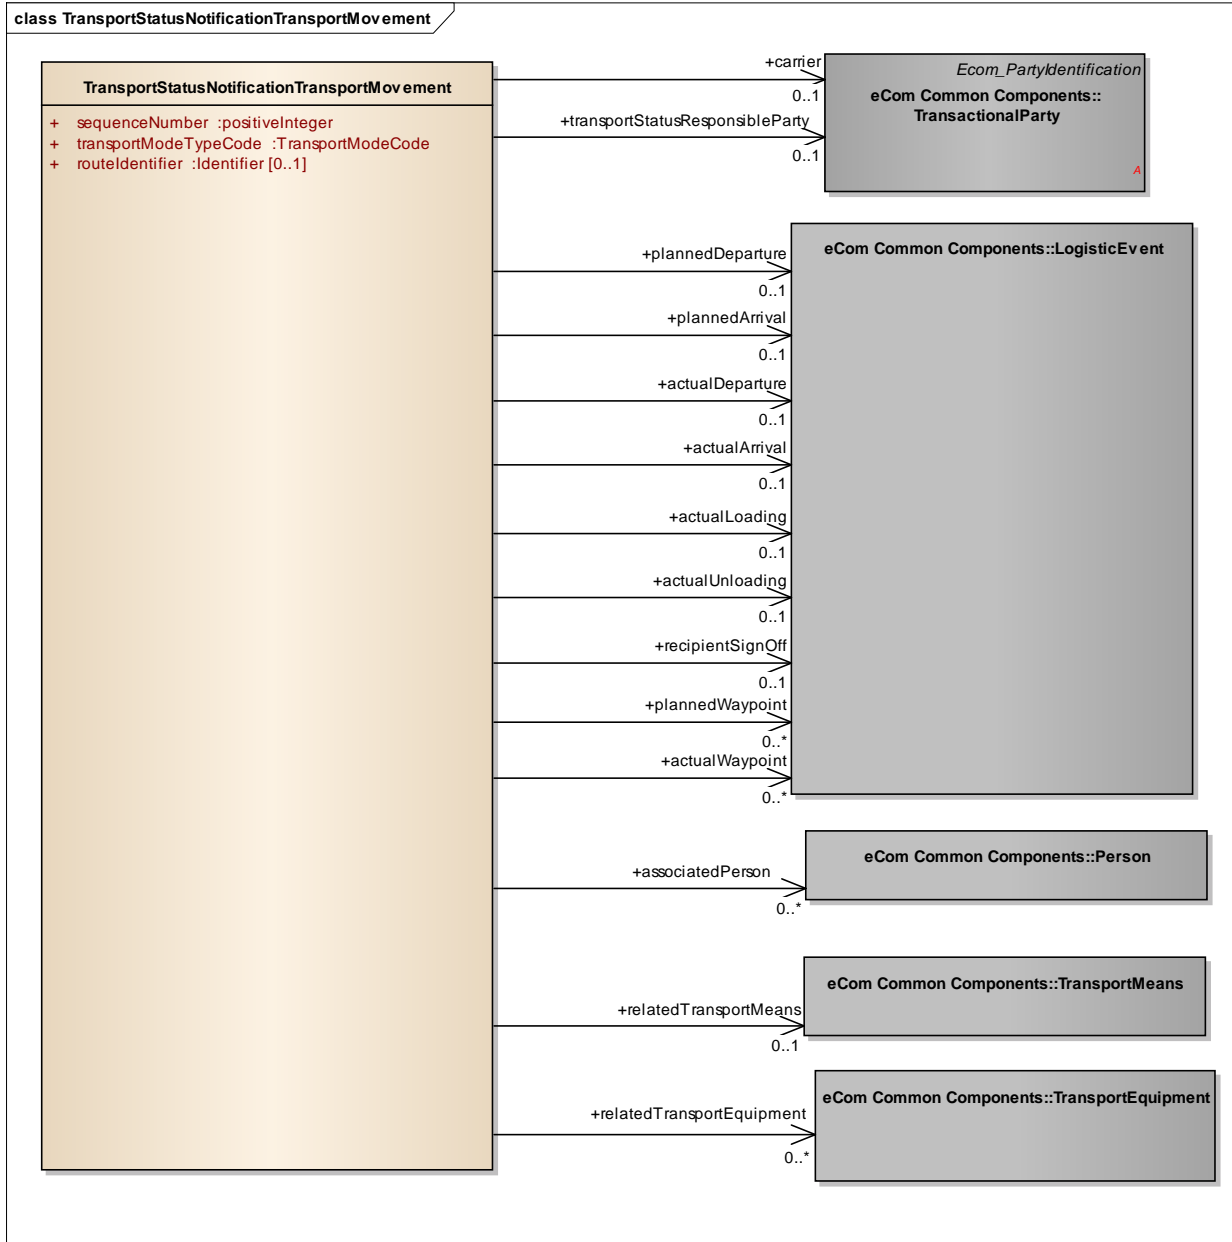 class TransportStatusNotificationTransportMovement
TransportStatusNotificationTransportMovement
+ sequenceNumber :positiveInteger
+ transportModeTypeCode :TransportModeCode
+ routeIdentifier :Identifier [0..1]
+carrier
0..1
+transportStatusResponsibleParty
0..1
Ecom_PartyIdentification
eCom Common Components::
TransactionalParty
A
+plannedDeparture
0..1
+plannedArrival
0..1
+actualDeparture
0..1
+actualArrival
0..1
+actualLoading
0..1
+actualUnloading
0..1
+recipientSignOff
0..1
+plannedWaypoint
0..*
+actualWaypoint
0..*
eCom Common Components::LogisticEvent
+associatedPerson
0..*
eCom Common Components::Person
+relatedTransportMeans
0..1
eCom Common Components::TransportMeans
+relatedTransportEquipment
0..*
eCom Common Components::TransportEquipment